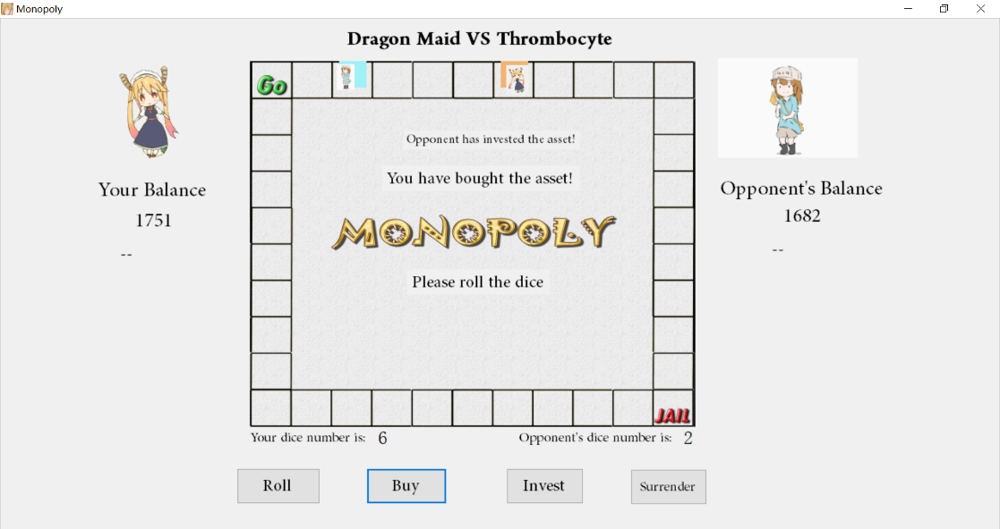 Monopoly
Dragon Maid VS Thrombocyte
Go
Opponent has invested the asset!
You have bought the asset!
MONOPOLY
Please roll the dice
JAIL
Your Balance
1751
--
Opponent's Balance
1682
--
Your dice number is: 6
Opponent's dice number is: 2
Roll
Buy
Invest
Surrender